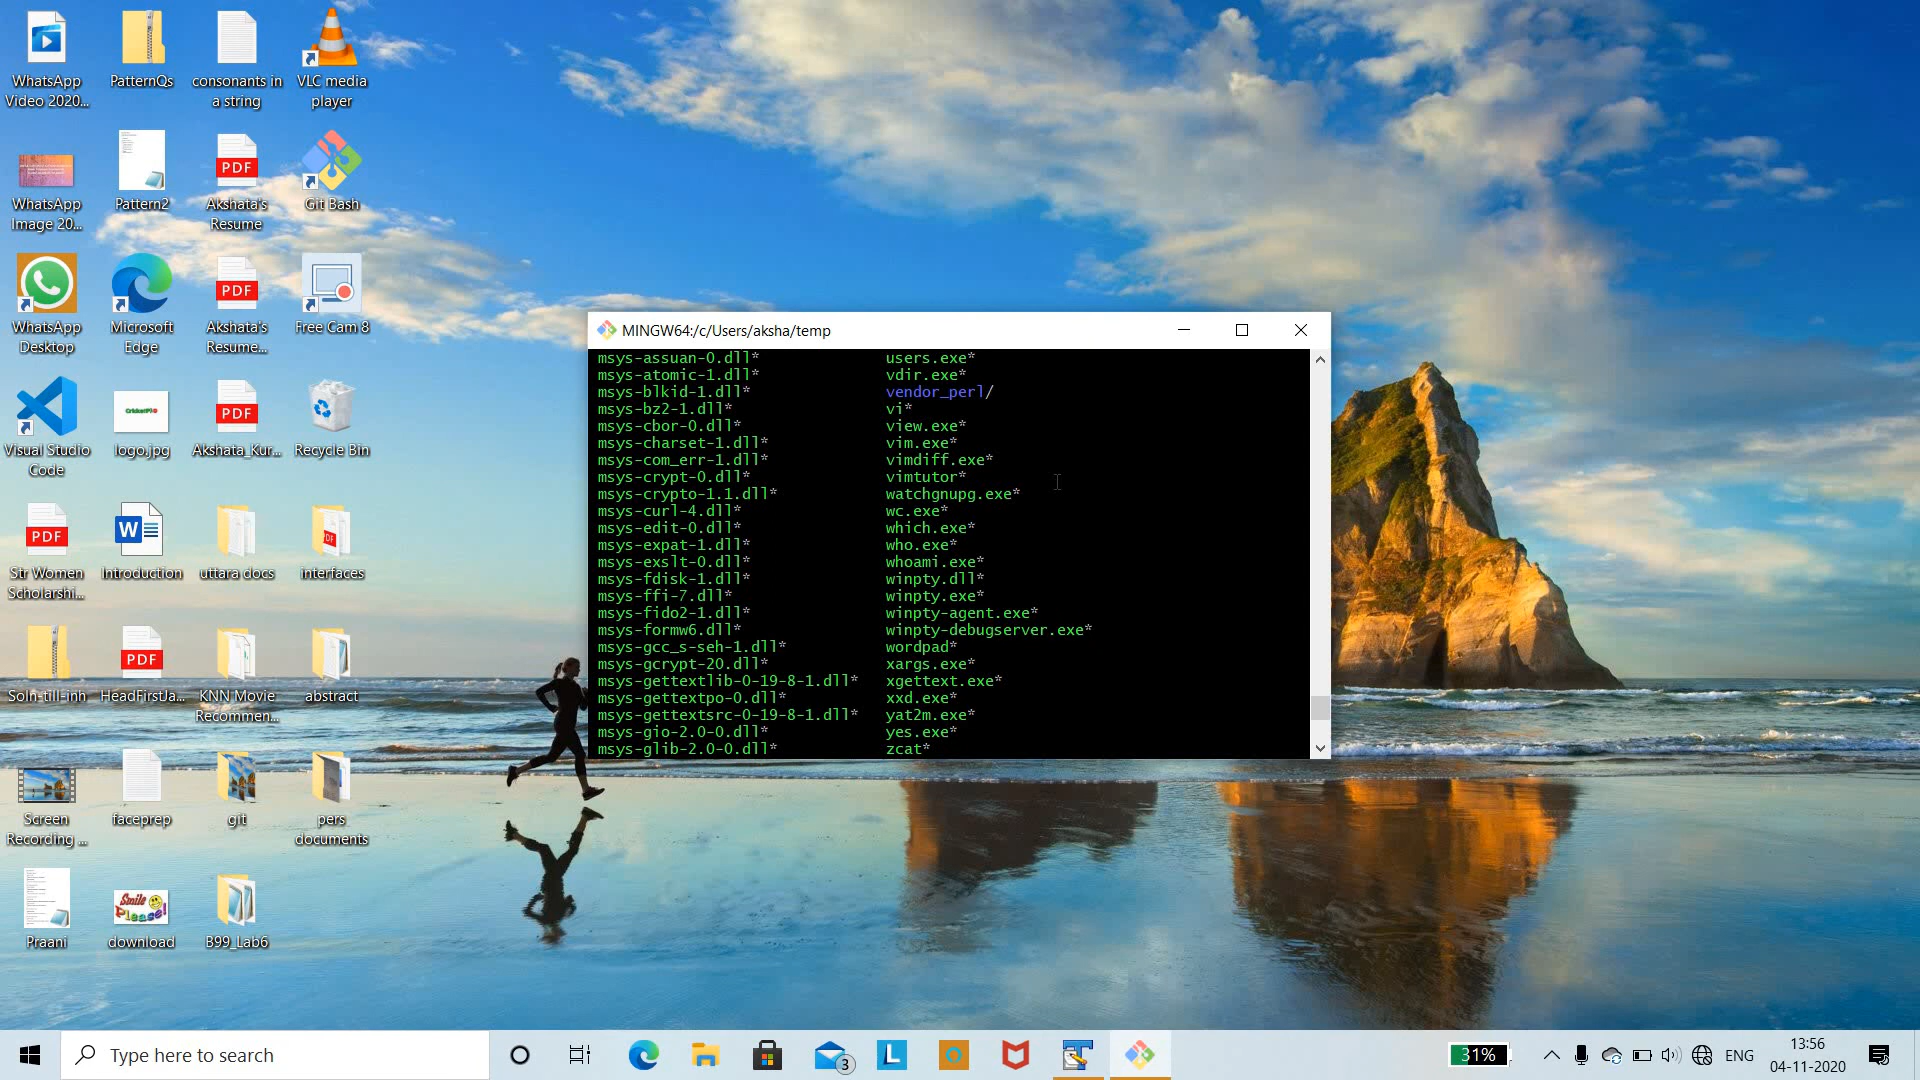 WhatsApp
Video 2020...
PatternQs
consonants in
a string
VLC media
player
WhatsApp
Image 20...
Pattern2
PDF
Akshata's
Resume
Git Bash
WhatsApp
Desktop
Microsoft
Edge
PDF
Akshata's
Resume...
Free Cam 8
Visual Studio
Code
logo.jpg
PDF
Akshata_Kur...
Recycle Bin
PDF
Str Women
Scholarshi...
W
Introduction
uttara docs
PDF
interfaces
Soln-till-inh
PDF
HeadFirstJa...
KNN Movie
Recommen...
abstract
Screen
Recording ...
faceprep
git
pers
documents
Praani
Smile
Please!
download
B99_Lab6
MINGW64:/c/Users/aksha/temp
msys-assuan-0.dll* users.exe*
msys-atomic-1.dll* vdir.exe*
msys-blkid-1.dll* vendor_perl/
msys-bz2-1.dll* vi*
msys-cbor-0.dll* view.exe*
msys-charset-1.dll* vim.exe*
msys-com_err-1.dll* vimdiff.exe*
msys-crypt-0.dll* vimtutor*
msys-crypto-1.1.dll* watchgnupg.exe*
msys-curl-4.dll* wc.exe*
msys-edit-0.dll* which.exe*
msys-expat-1.dll* who.exe*
msys-exslt-0.dll* whoami.exe*
msys-fdisk-1.dll* winpty.dll*
msys-ffi-7.dll* winpty.exe*
msys-fido2-1.dll* winpty-agent.exe*
msys-formw6.dll* winpty-debugserver.exe*
msys-gcc_s-seh-1.dll* wordpad*
msys-gcrypt-20.dll* xargs.exe*
msys-gettextlib-0-19-8-1.dll* xgettext.exe*
msys-gettextpo-0.dll* xxd.exe*
msys-gettextsrc-0-19-8-1.dll* yat2m.exe*
msys-gio-2.0-0.dll* yes.exe*
msys-glib-2.0-0.dll* zcat*
Type here to search
3
L
31%
ENG
13:56
04-11-2020